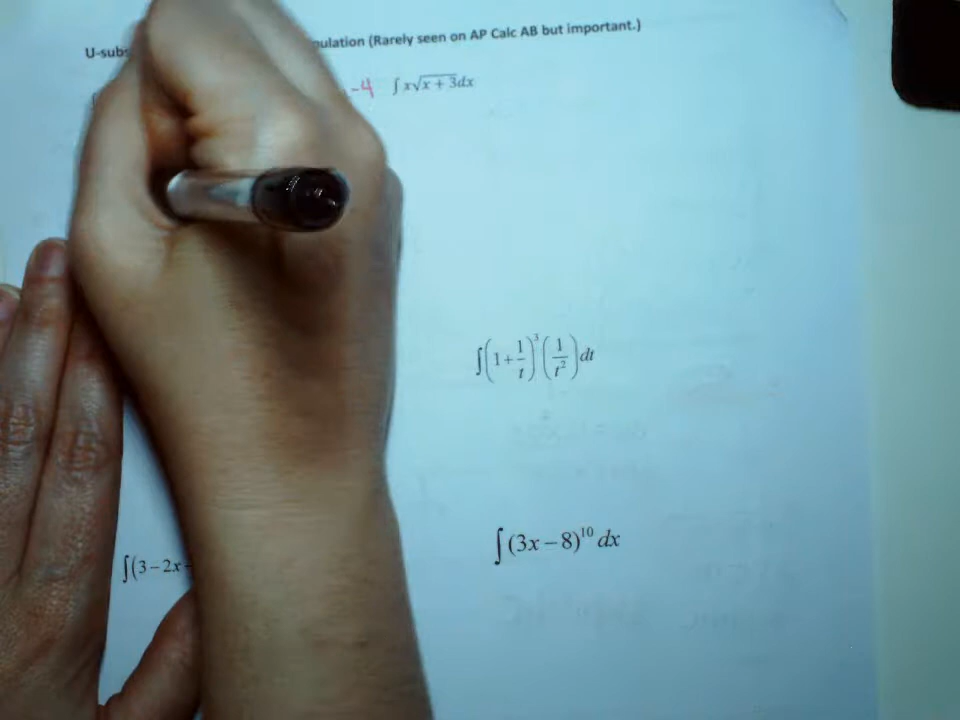 U-subs ulation (Rarely seen on AP Calc AB but important.)
-4 ∫x√(x + 3)dx
∫(1+1/t)³(1/t²)dt
∫(3x−8)¹⁰ dx
∫(3−2x